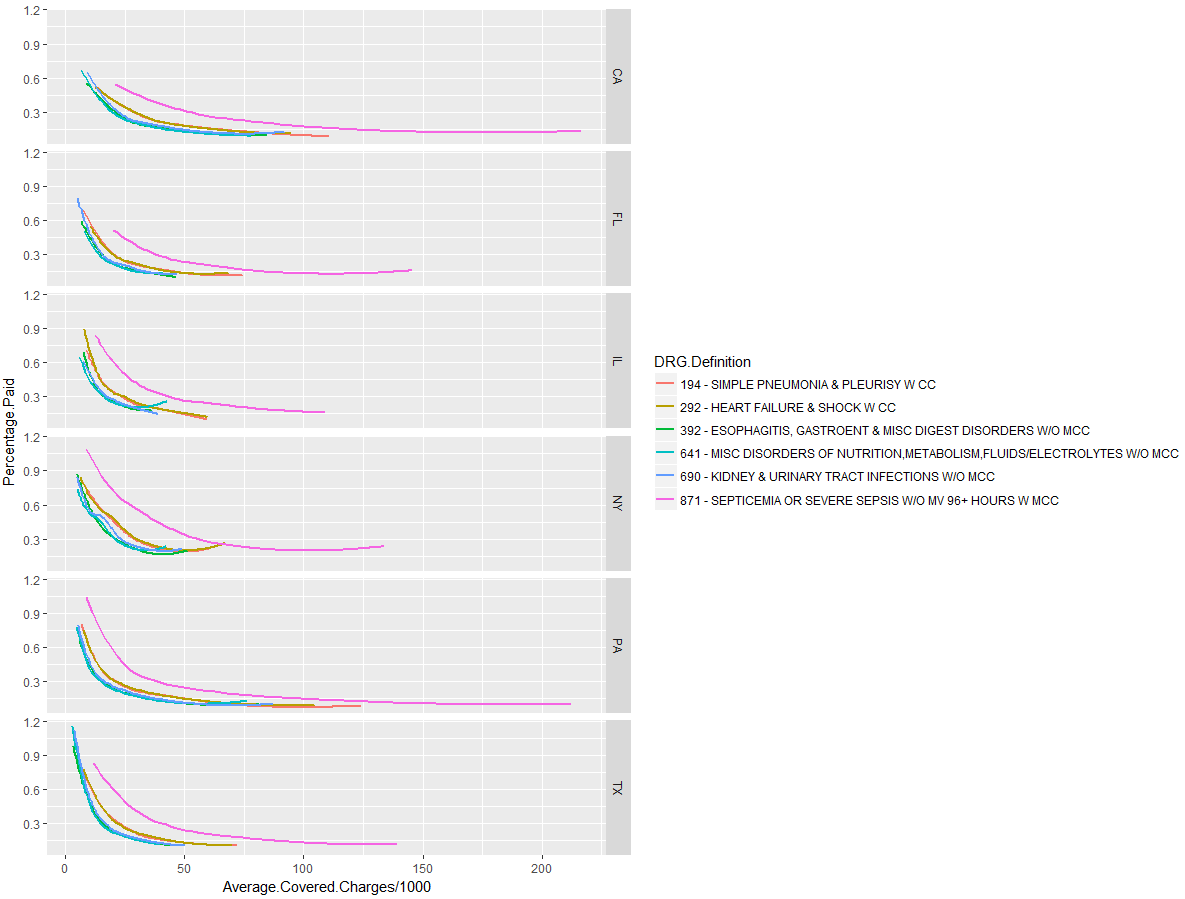 1.2
0.9
0.6
0.3
CA
1.2
0.9
0.6
0.3
FL
1.2
0.9
0.6
0.3
IL
1.2
0.9
0.6
0.3
NY
1.2
0.9
0.6
0.3
PA
1.2
0.9
0.6
0.3
TX
0 50 100 150 200
Average.Covered.Charges/1000
Percentage.Paid
DRG.Definition
194 - SIMPLE PNEUMONIA & PLEURISY W CC
292 - HEART FAILURE & SHOCK W CC
392 - ESOPHAGITIS, GASTROENT & MISC DIGEST DISORDERS W/O MCC
641 - MISC DISORDERS OF NUTRITION,METABOLISM,FLUIDS/ELECTROLYTES W/O MCC
690 - KIDNEY & URINARY TRACT INFECTIONS W/O MCC
871 - SEPTICEMIA OR SEVERE SEPSIS W/O MV 96+ HOURS W MCC